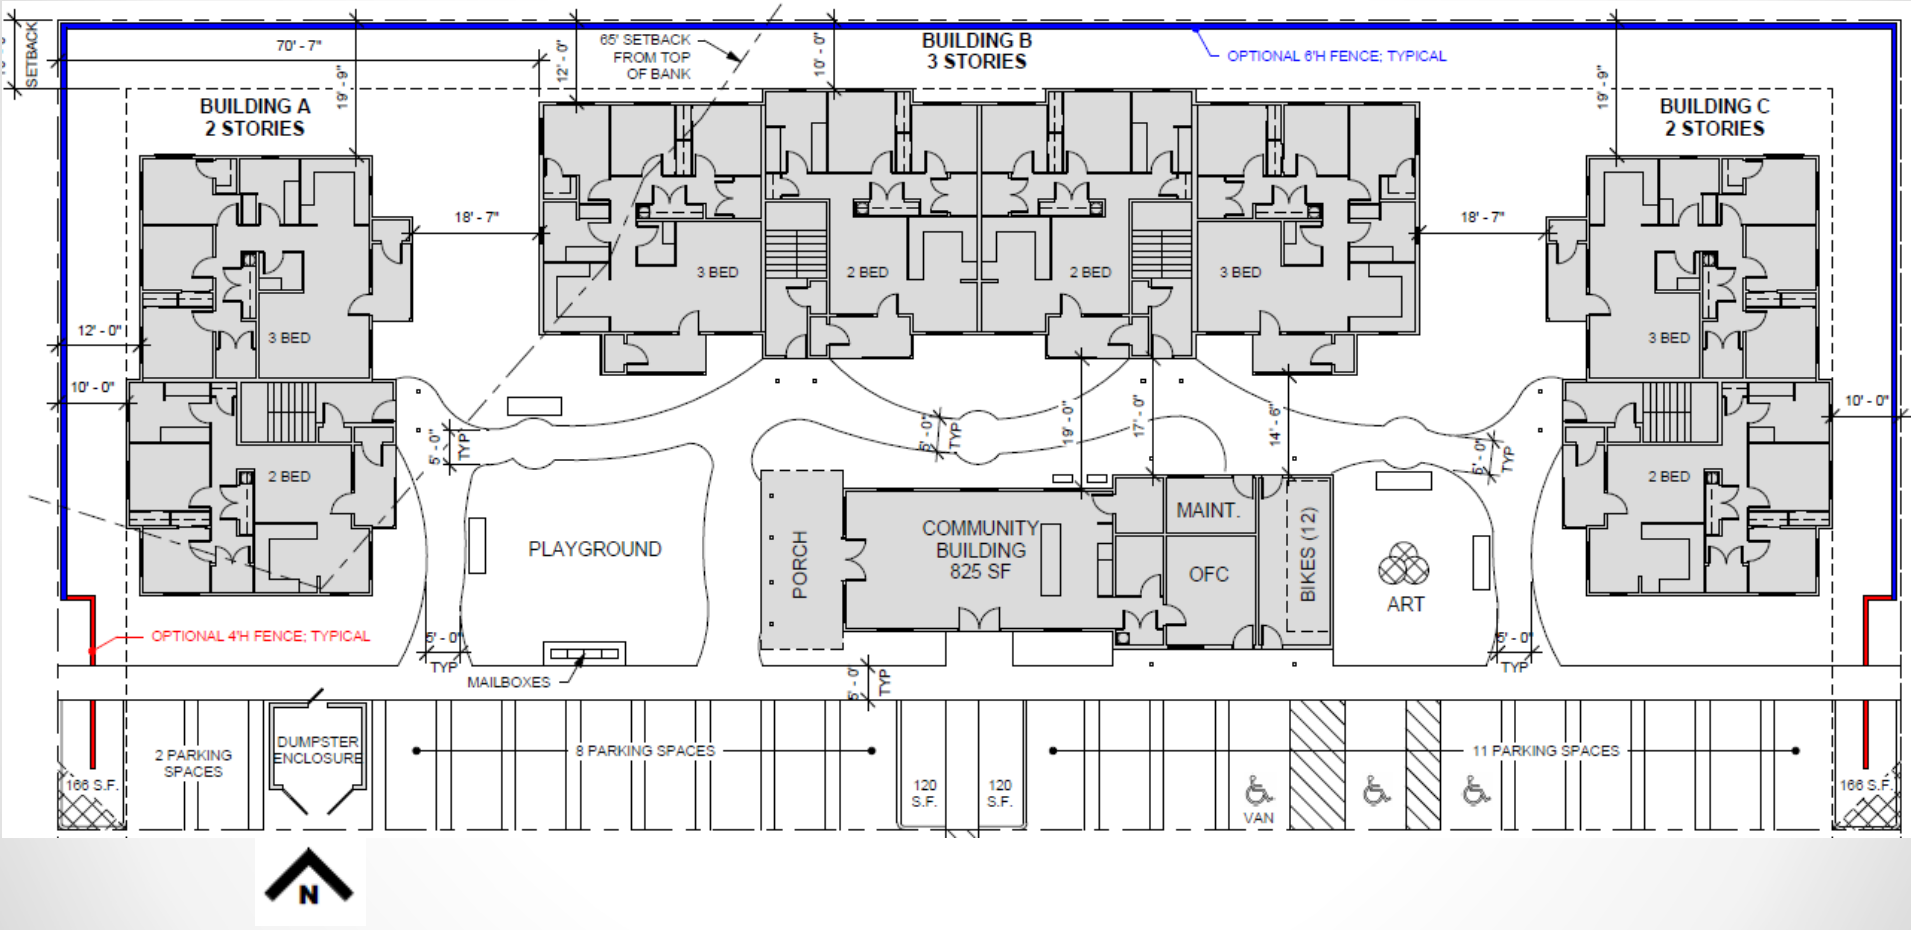 SETBACK
70' - 7"
19' - 9"
12' - 0"
65' SETBACK
FROM TOP
OF BANK
10' - 0"
BUILDING B
3 STORIES
OPTIONAL 6'H FENCE; TYPICAL
19' - 9"
BUILDING A
2 STORIES
BUILDING C
2 STORIES
18' - 7"
18' - 7"
3 BED
2 BED
2 BED
3 BED
12' - 0"
3 BED
3 BED
10' - 0"
10' - 0"
5' - 0"
TYP
5' - 0"
TYP
19' - 0"
17' - 0"
14' - 6"
5' - 0"
TYP
2 BED
2 BED
PLAYGROUND
PORCH
COMMUNITY
BUILDING
825 SF
MAINT.
OFC
BIKES (12)
ART
OPTIONAL 4'H FENCE; TYPICAL
5' - 0"
TYP
MAILBOXES
5' - 0"
TYP
5' - 0"
TYP
166 S.F.
2 PARKING
SPACES
DUMPSTER
ENCLOSURE
8 PARKING SPACES
120
S.F.
120
S.F.
11 PARKING SPACES
VAN
166 S.F.
N